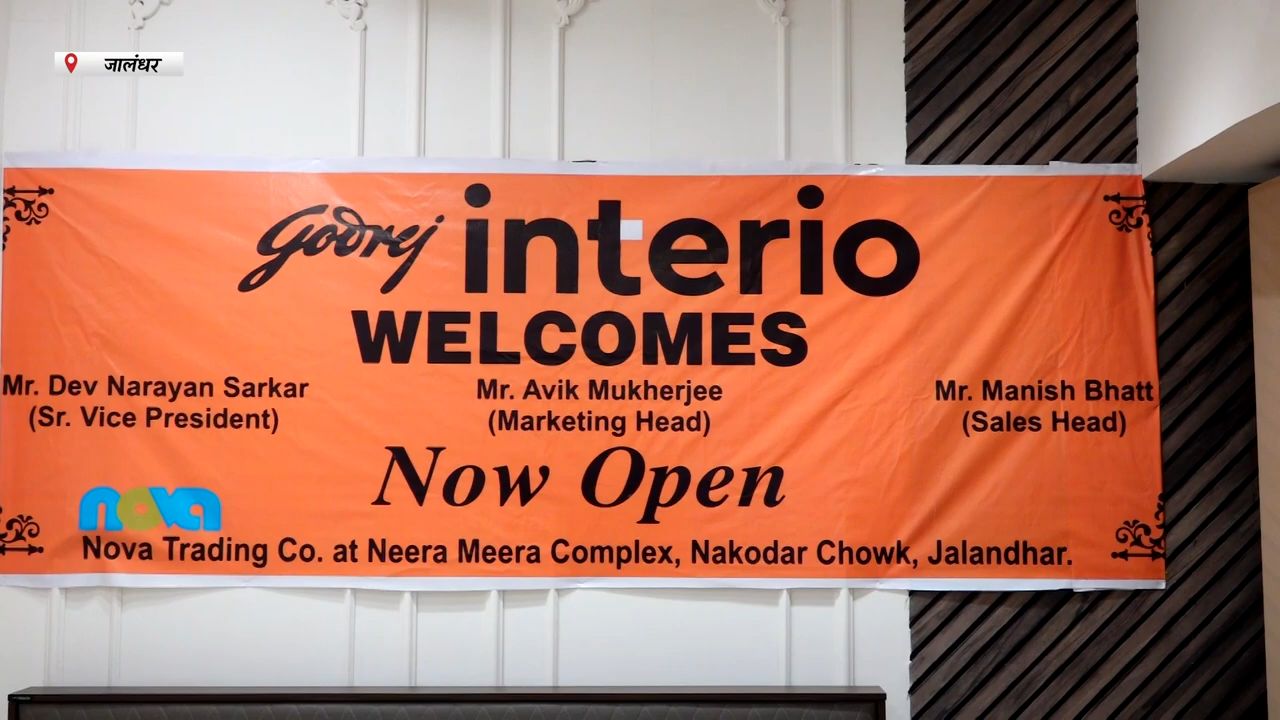 जालंधर
Godrej interio
WELCOMES
Mr. Dev Narayan Sarkar Mr. Avik Mukherjee Mr. Manish Bhatt
(Sr. Vice President) (Marketing Head) (Sales Head)
Now Open
nova
Nova Trading Co. at Neera Meera Complex, Nakodar Chowk, Jalandhar.